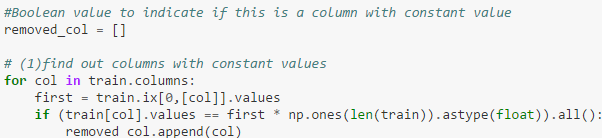 #Boolean value to indicate if this is a column with constant value
removed_col = []
# (1)find out columns with constant values
for col in train.columns:
    first = train.ix[0,[col]].values
    if (train[col].values == first * np.ones(len(train)).astype(float)).all():
        removed_col.append(col)